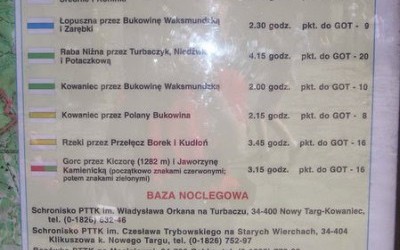 Łopuszna przez Bukowinę Waksmundzką 2.30 godz. pkt. do GOT - 9
i Zarębki
Raba Niżna przez Turbaczyk, Niedźwiedź 4.15 godz. pkt. do GOT - 20
i Potaczkową
Kowaniec przez Bukowinę Waksmundzką 2.00 godz. pkt. do GOT - 10
Kowaniec przez Polany Bukowina 2.15 godz. pkt. do GOT - 8
Rzeki przez Przełęcz Borek i Kudłoń 3.45 godz. pkt. do GOT - 16
Gorc przez Kiczorę (1282 m) i Jaworzynę
Kamienicką (początkowo znakami czerwonymi; 3.15 godz. pkt. do GOT - 16
potem znakami zielonymi)
BAZA NOCLEGOWA
Schronisko PTTK im. Władysława Orkana na Turbaczu, 34-400 Nowy Targ-Kowaniec,
tel. (0-1826) 632-46
Schronisko PTTK im. Czesława Trybowskiego na Starych Wierchach, 34-404
Klikuszowa k. Nowego Targu, tel. (0-1826) 752-97